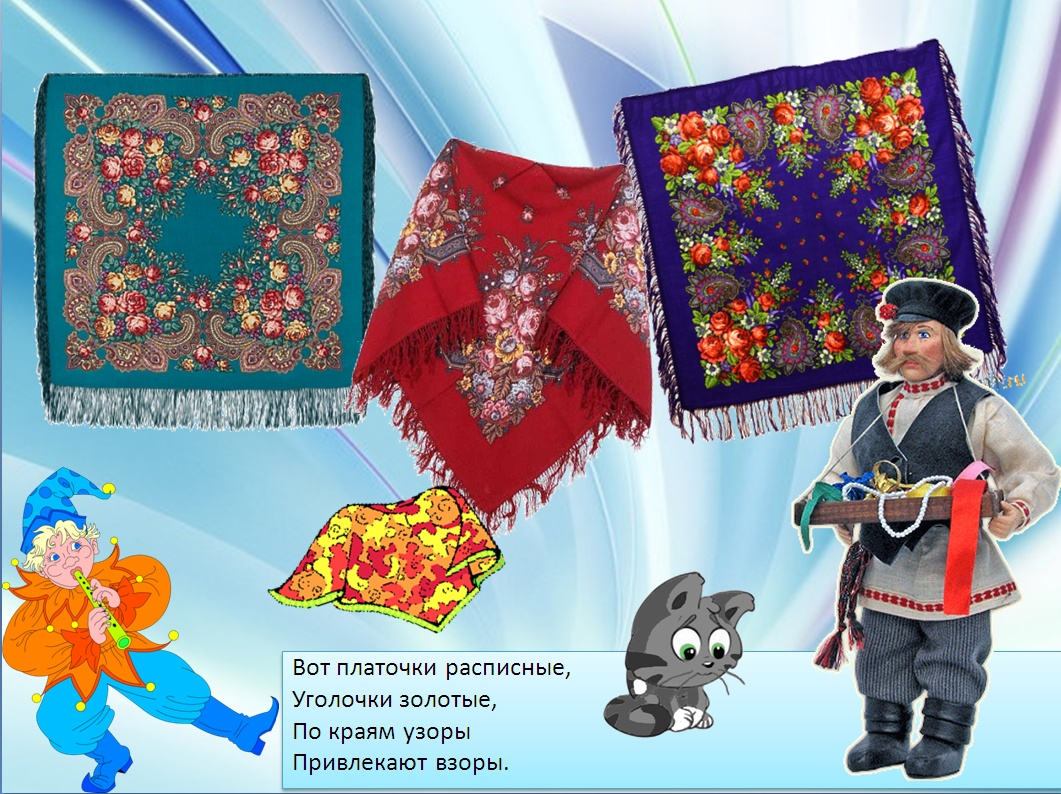 Вот платочки расписные,
Уголочки золотые,
По краям узоры
Привлекают взоры.